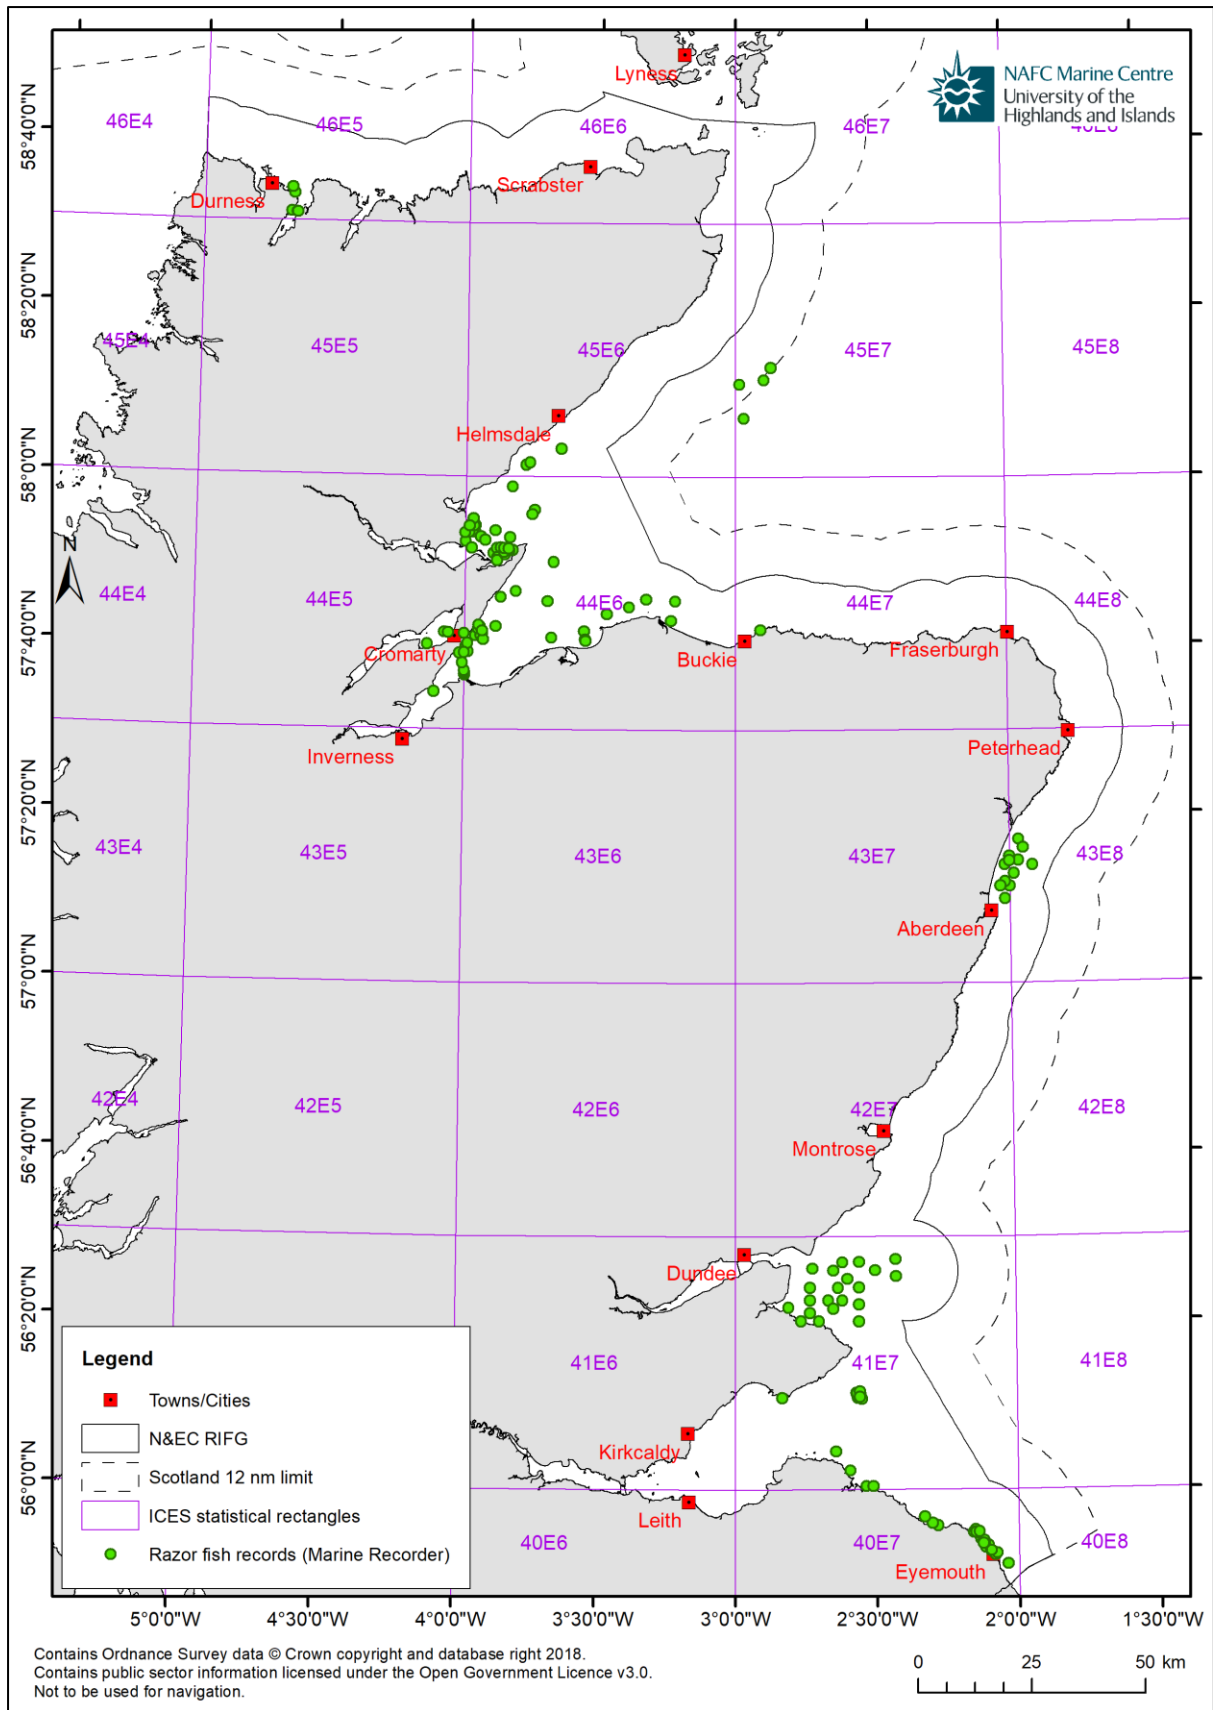 Lyness
NAFC Marine Centre
University of the
Highlands and Islands
46E4
46E5
46E6
46E7
46E8
58°40'0"N
Scrabster
Durness
58°20'0"N
45E4
45E5
45E6
45E7
45E8
Helmsdale
58°0'0"N
N
44E4
44E5
44E6
44E7
44E8
57°40'0"N
Cromarty
Buckie
Fraserburgh
Inverness
Peterhead
57°20'0"N
43E4
43E5
43E6
43E7
43E8
Aberdeen
57°0'0"N
42E4
42E5
42E6
42E7
42E8
56°40'0"N
Montrose
Dundee
56°20'0"N
41E6
41E7
41E8
Legend
Towns/Cities
N&EC RIFG
Scotland 12 nm limit
ICES statistical rectangles
Razor fish records (Marine Recorder)
Kirkcaldy
56°0'0"N
Leith
40E6
40E7
40E8
Eyemouth
5°0'0"W
4°30'0"W
4°0'0"W
3°30'0"W
3°0'0"W
2°30'0"W
2°0'0"W
1°30'0"W
Contains Ordnance Survey data © Crown copyright and database right 2018.
Contains public sector information licensed under the Open Government Licence v3.0.
Not to be used for navigation.
0 25 50 km